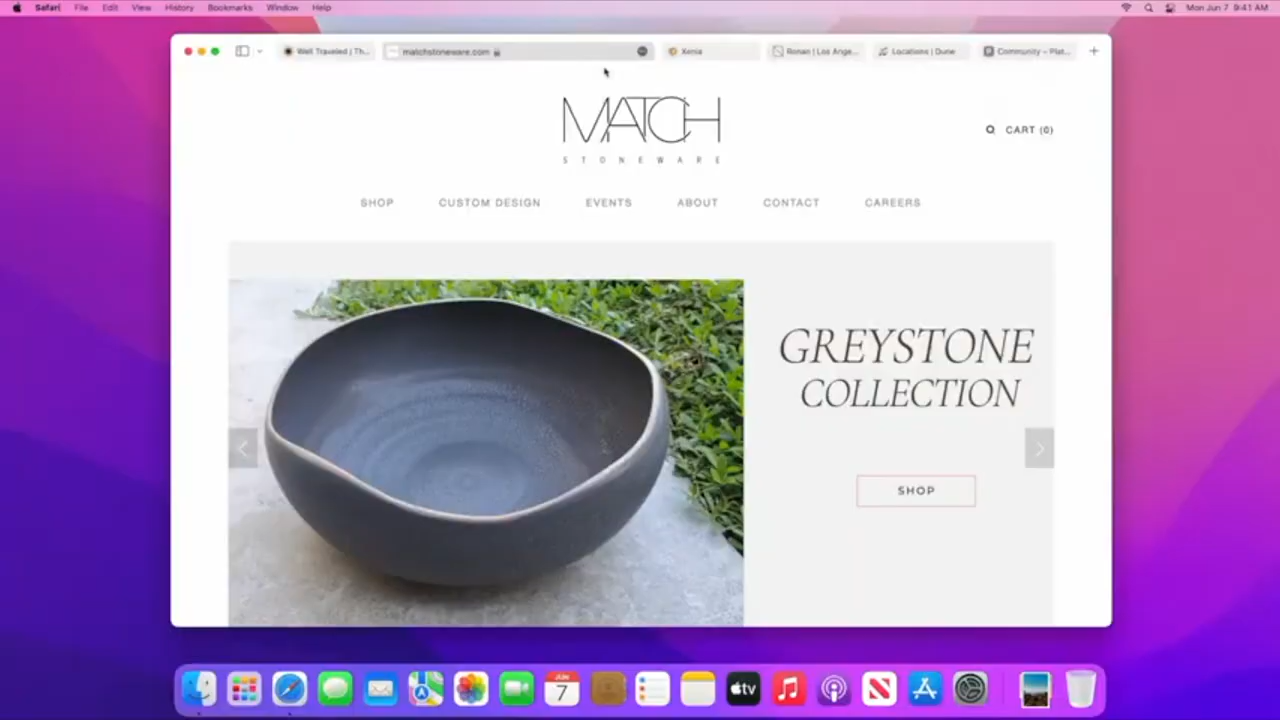 Safari File Edit View History Bookmarks Window Help Mon Jun 7 9:41 AM
Well Traveled | Th... matchstoneware.com Xenia Ronan | Los Ange... Locations | Dune Community – Plat...
MATCH
STONEWARE
CART (0)
SHOP CUSTOM DESIGN EVENTS ABOUT CONTACT CAREERS
GREYSTONE
COLLECTION
SHOP
JUN
7
tv